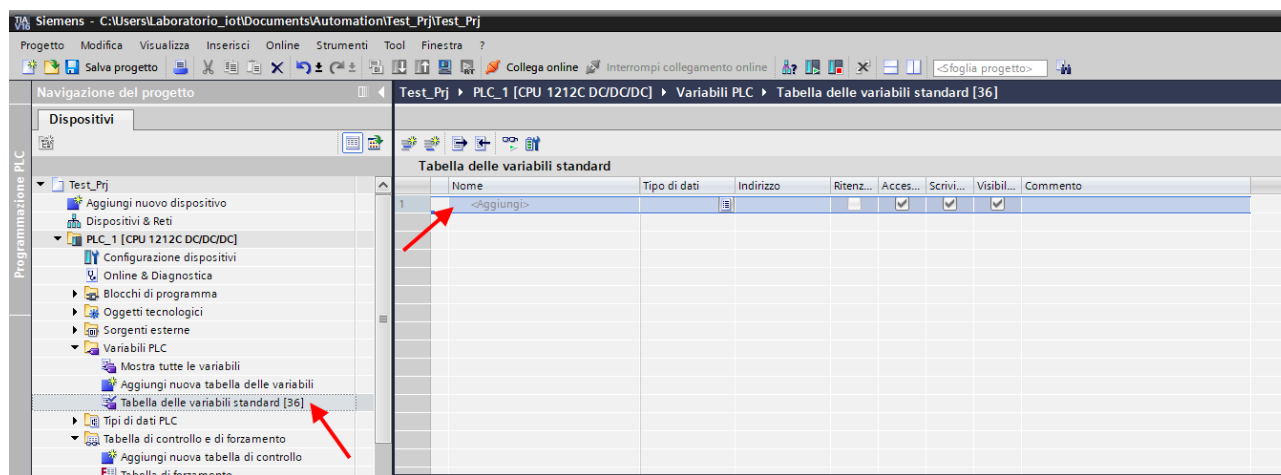 Siemens - C:\Users\Laboratorio_iot\Documents\Automation\Test_Prj\Test_Prj
Progetto Modifica Visualizza Inserisci Online Strumenti Tool Finestra ?
Salva progetto Collega online Interrompi collegamento online <Sfoglia progetto>
Navigazione del progetto
Test_Prj PLC_1 [CPU 1212C DC/DC/DC] Variabili PLC Tabella delle variabili standard [36]
Dispositivi
Programmazione PLC
Tabella delle variabili standard
Nome Tipo di dati Indirizzo Ritenz... Acces... Scrivi... Visibil... Commento
1 <Aggiungi>
Test_Prj
Aggiungi nuovo dispositivo
Dispositivi & Reti
PLC_1 [CPU 1212C DC/DC/DC]
Configurazione dispositivi
Online & Diagnostica
Blocchi di programma
Oggetti tecnologici
Sorgenti esterne
Variabili PLC
Mostra tutte le variabili
Aggiungi nuova tabella delle variabili
Tabella delle variabili standard [36]
Tipi di dati PLC
Tabella di controllo e di forzamento
Aggiungi nuova tabella di controllo
Tabella di forzamento